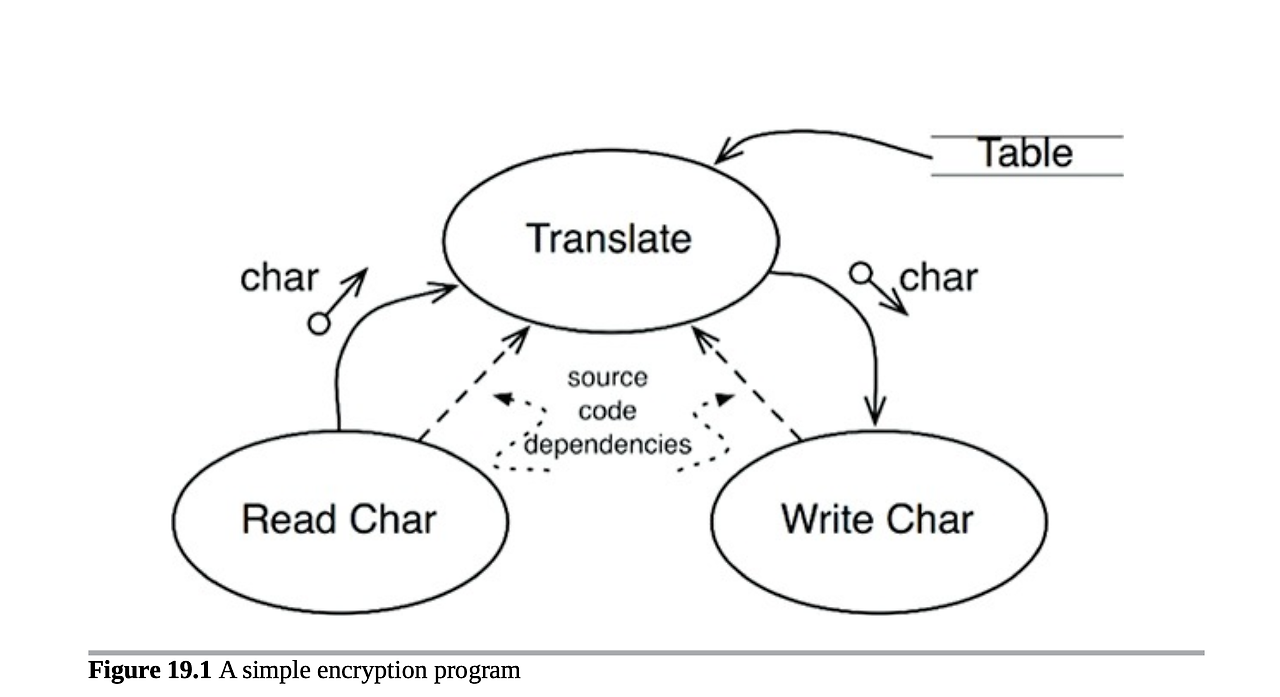 Table
Translate
char
char
source
code
dependencies
Read Char
Write Char
Figure 19.1 A simple encryption program